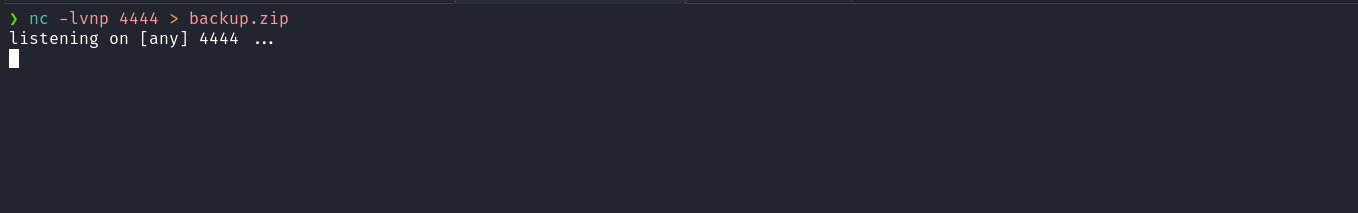 ❯ nc -lvnp 4444 > backup.zip
listening on [any] 4444 ...